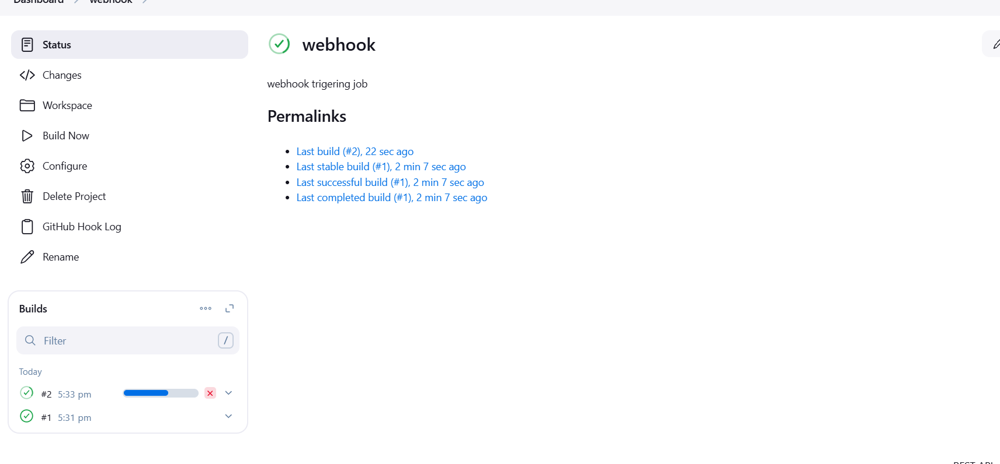 Dashboard > webhook >
Status
Changes
Workspace
Build Now
Configure
Delete Project
GitHub Hook Log
Rename
Builds
Filter /
Today
#2 5:33 pm
#1 5:31 pm
webhook
webhook trigering job
Permalinks
Last build (#2), 22 sec ago
Last stable build (#1), 2 min 7 sec ago
Last successful build (#1), 2 min 7 sec ago
Last completed build (#1), 2 min 7 sec ago
REST API